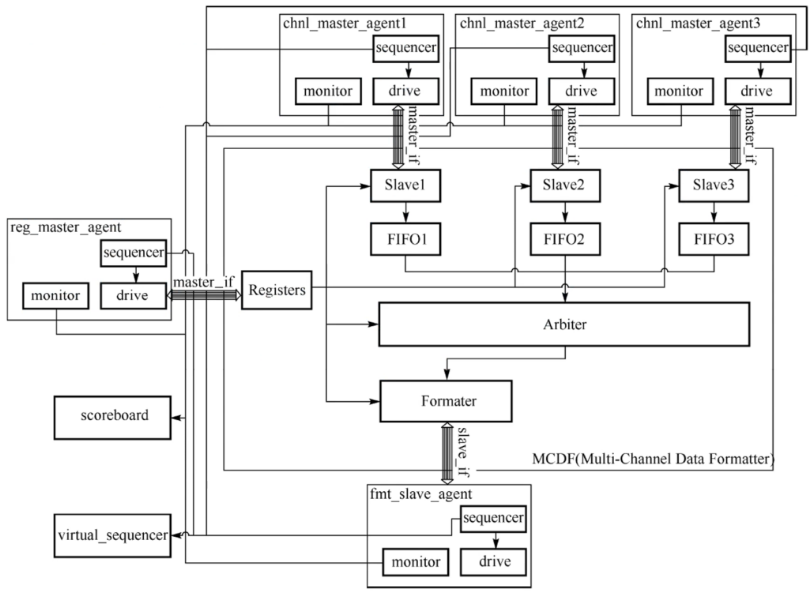 chnl_master_agent1
chnl_master_agent2
chnl_master_agent3
sequencer
sequencer
sequencer
monitor
drive
monitor
drive
monitor
drive
master_if
master_if
master_if
Slave1
Slave2
Slave3
reg_master_agent
FIFO1
FIFO2
FIFO3
sequencer
master_if
monitor
drive
Registers
Arbiter
Formater
scoreboard
slave_if
MCDF(Multi-Channel Data Formatter)
fmt_slave_agent
sequencer
virtual_sequencer
monitor
drive